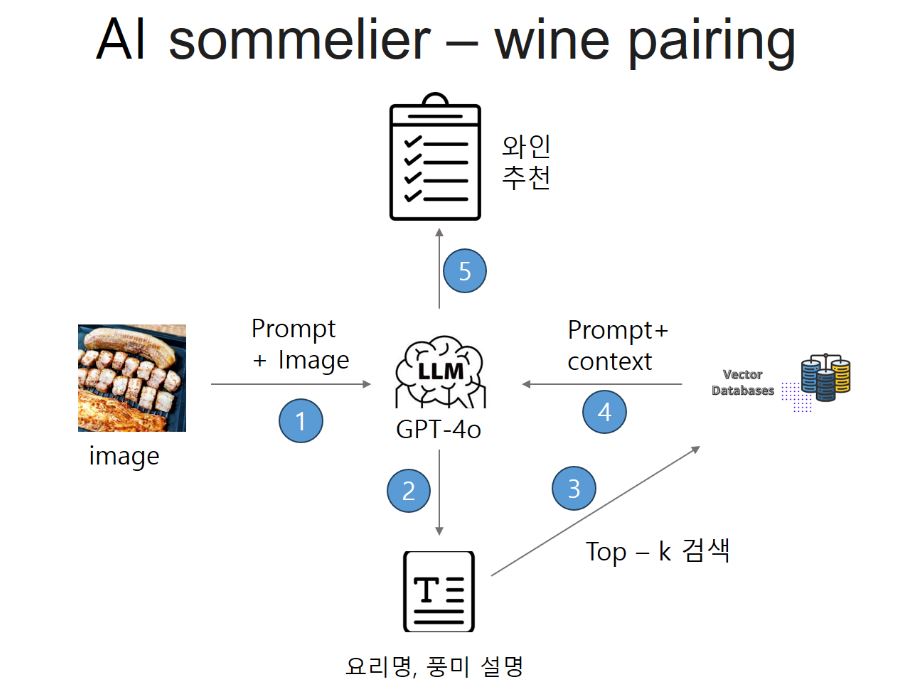 AI sommelier – wine pairing
와인
추천
5
Prompt
+ Image
1
image
LLM
GPT-4o
Prompt+
context
4
Vector
Databases
2
3
Top – k 검색
T
요리명, 풍미 설명